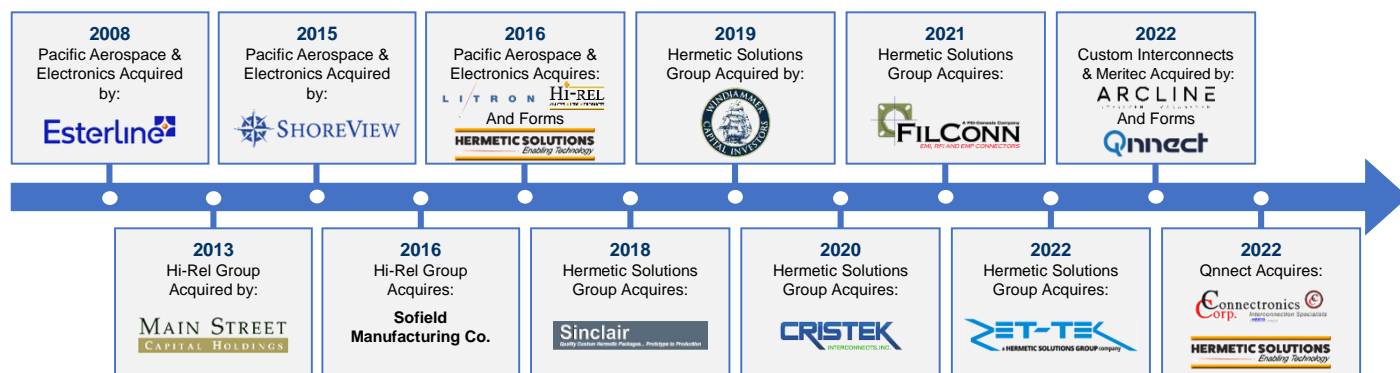 2008
Pacific Aerospace &
Electronics Acquired
by:
Esterline
2015
Pacific Aerospace &
Electronics Acquired
by:
SHOREVIEW
2016
Pacific Aerospace &
Electronics Acquires:
LITRON
HI-REL
And Forms
HERMETIC SOLUTIONS
Enabling Technology
2019
Hermetic Solutions
Group Acquired by:
WINDJAMMER
CAPITAL INVESTORS
2021
Hermetic Solutions
Group Acquires:
A PEI-Genesis Company
FILCONN
EMI, RFI AND EMP CONNECTORS
2022
Custom Interconnects
& Meritec Acquired by:
ARCLINE
And Forms
Qnnect
2013
Hi-Rel Group
Acquired by:
MAIN STREET
CAPITAL HOLDINGS
2016
Hi-Rel Group
Acquires:
Sofield
Manufacturing Co.
2018
Hermetic Solutions
Group Acquires:
Sinclair
Quality Custom Hermetic Packages... Prototype to Production
2020
Hermetic Solutions
Group Acquires:
CRISTEK
INTERCONNECTS, INC.
2022
Hermetic Solutions
Group Acquires:
ZET-TEK
a HERMETIC SOLUTIONS GROUP company
2022
Qnnect Acquires:
Connectronics
Corp.
Interconnection Specialists
HERMETIC SOLUTIONS
Enabling Technology